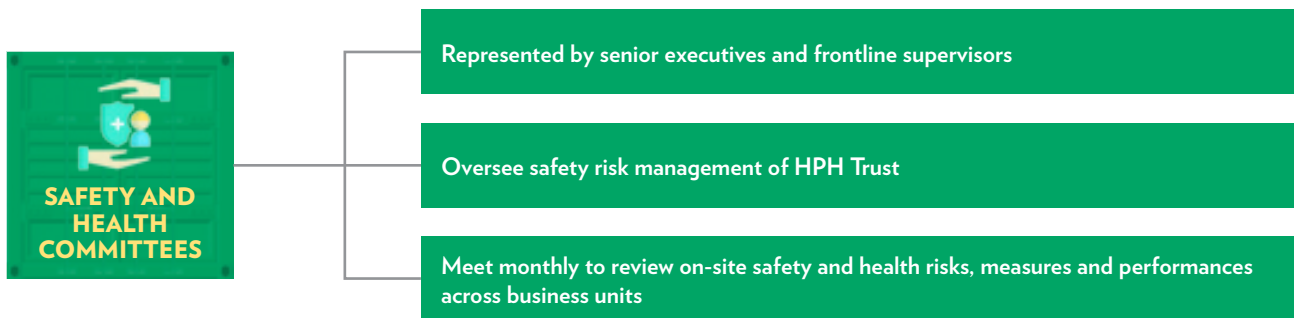 SAFETY AND
HEALTH
COMMITTEES
Represented by senior executives and frontline supervisors
Oversee safety risk management of HPH Trust
Meet monthly to review on-site safety and health risks, measures and performances
across business units